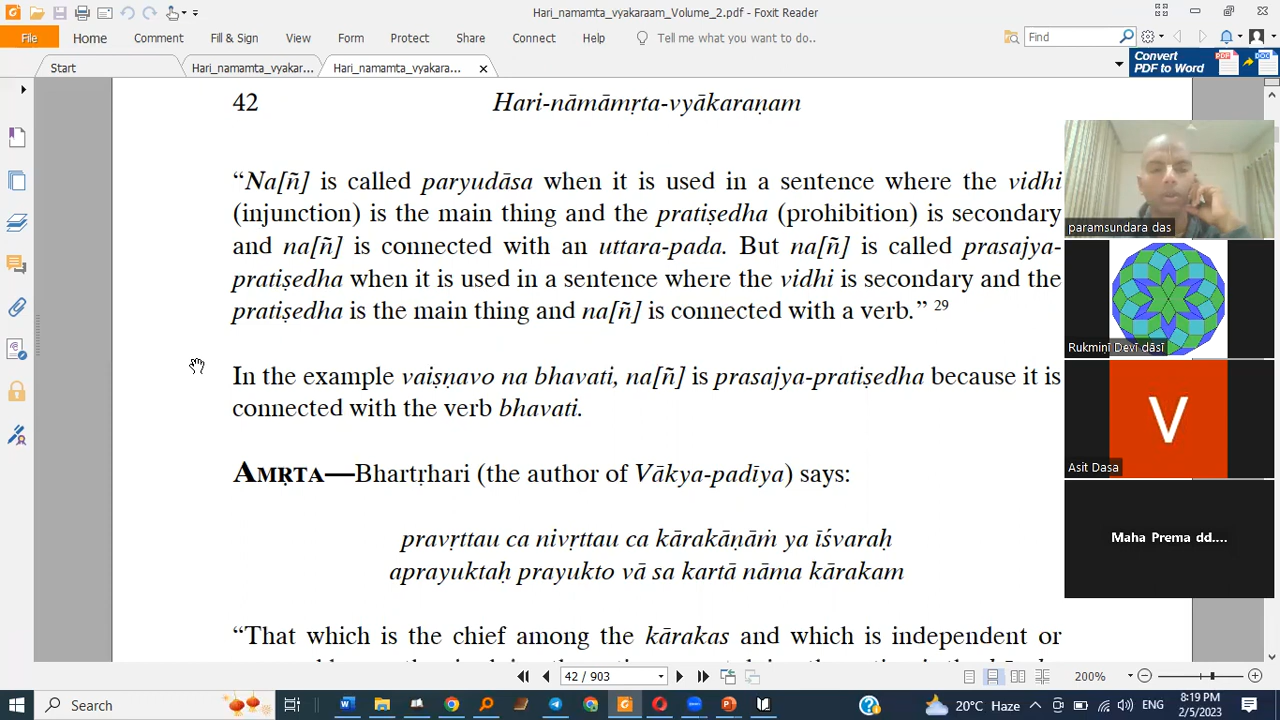 Hari_namamta_vyakaraam_Volume_2.pdf - Foxit Reader
File Home Comment Fill & Sign View Form Protect Share Connect Help Tell me what you want to do.. Find
Start Hari_namamta_vyakar... Hari_namamta_vyakara... Convert PDF to Word
42 Hari-nāmāmṛta-vyākaraṇam
“Na[ñ] is called paryudāsa when it is used in a sentence where the vidhi
(injunction) is the main thing and the pratiṣedha (prohibition) is secondary
and na[ñ] is connected with an uttara-pada. But na[ñ] is called prasajya-
pratiṣedha when it is used in a sentence where the vidhi is secondary and the
pratiṣedha is the main thing and na[ñ] is connected with a verb.” 29
In the example vaiṣṇavo na bhavati, na[ñ] is prasajya-pratiṣedha because it is
connected with the verb bhavati.
AMṚTA—Bhartṛhari (the author of Vākya-padīya) says:
pravṛttau ca nivṛttau ca kārakāṇāṁ ya īśvaraḥ
aprayuktaḥ prayukto vā sa kartā nāma kārakam
“That which is the chief among the kārakas and which is independent or
paramsundara das
Rukmiṇī Devī dāsī
V
Asit Dasa
Maha Prema dd....
42 / 903
200%
Search
20°C Haze
8:19 PM
2/5/2023